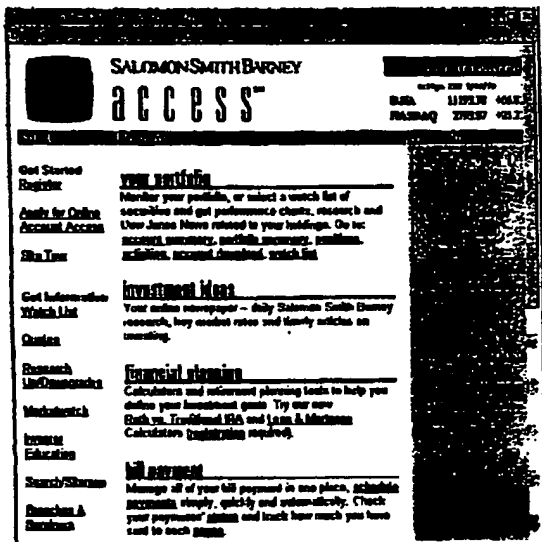 SALOMON SMITH BARNEY
access
DJIA
NASDAQ
Get Started
Register
Apply for Online
Account Access
Site Tour
Get Information
Watch List
Quotes
Research
Up/Downgrades
Marketwatch
Investor
Education
Search/Sitemap
Branches &
your portfolio
Monitor your portfolio, or select a watch list of
securities and get performance charts, research and
Dow Jones News related to your holdings. Go to:
account summary, portfolio summary, positions,
activities, account download, watch list
investment ideas
Your online newspaper – daily Salomon Smith Barney
research, key market rates and timely articles on
investing.
financial planning
Calculators and retirement planning tools to help you
define your investment goals. Try our new
Roth vs. Traditional IRA and Loan & Mortgage
Calculators (registration required).
bill payment
Manage all of your bill payment in one place, schedule
payments simply, quickly and automatically. Check
your payments' status and track how much you have
sent to each payee.